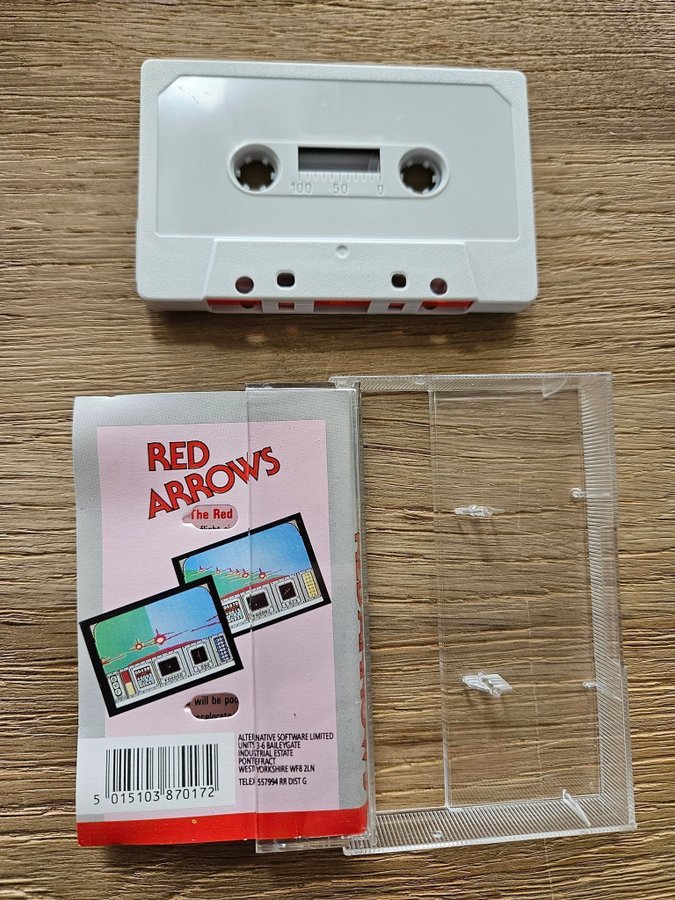 100 50 0
RED
ARROWS
The Red
ALTERNATIVE SOFTWARE LIMITED
UNITS 3-6 BAILEYGATE
INDUSTRIAL ESTATE
PONTEFRACT
WEST YORKSHIRE WF8 2LN
TELEX 557994 RR DIST G
will be
5 015103 870172